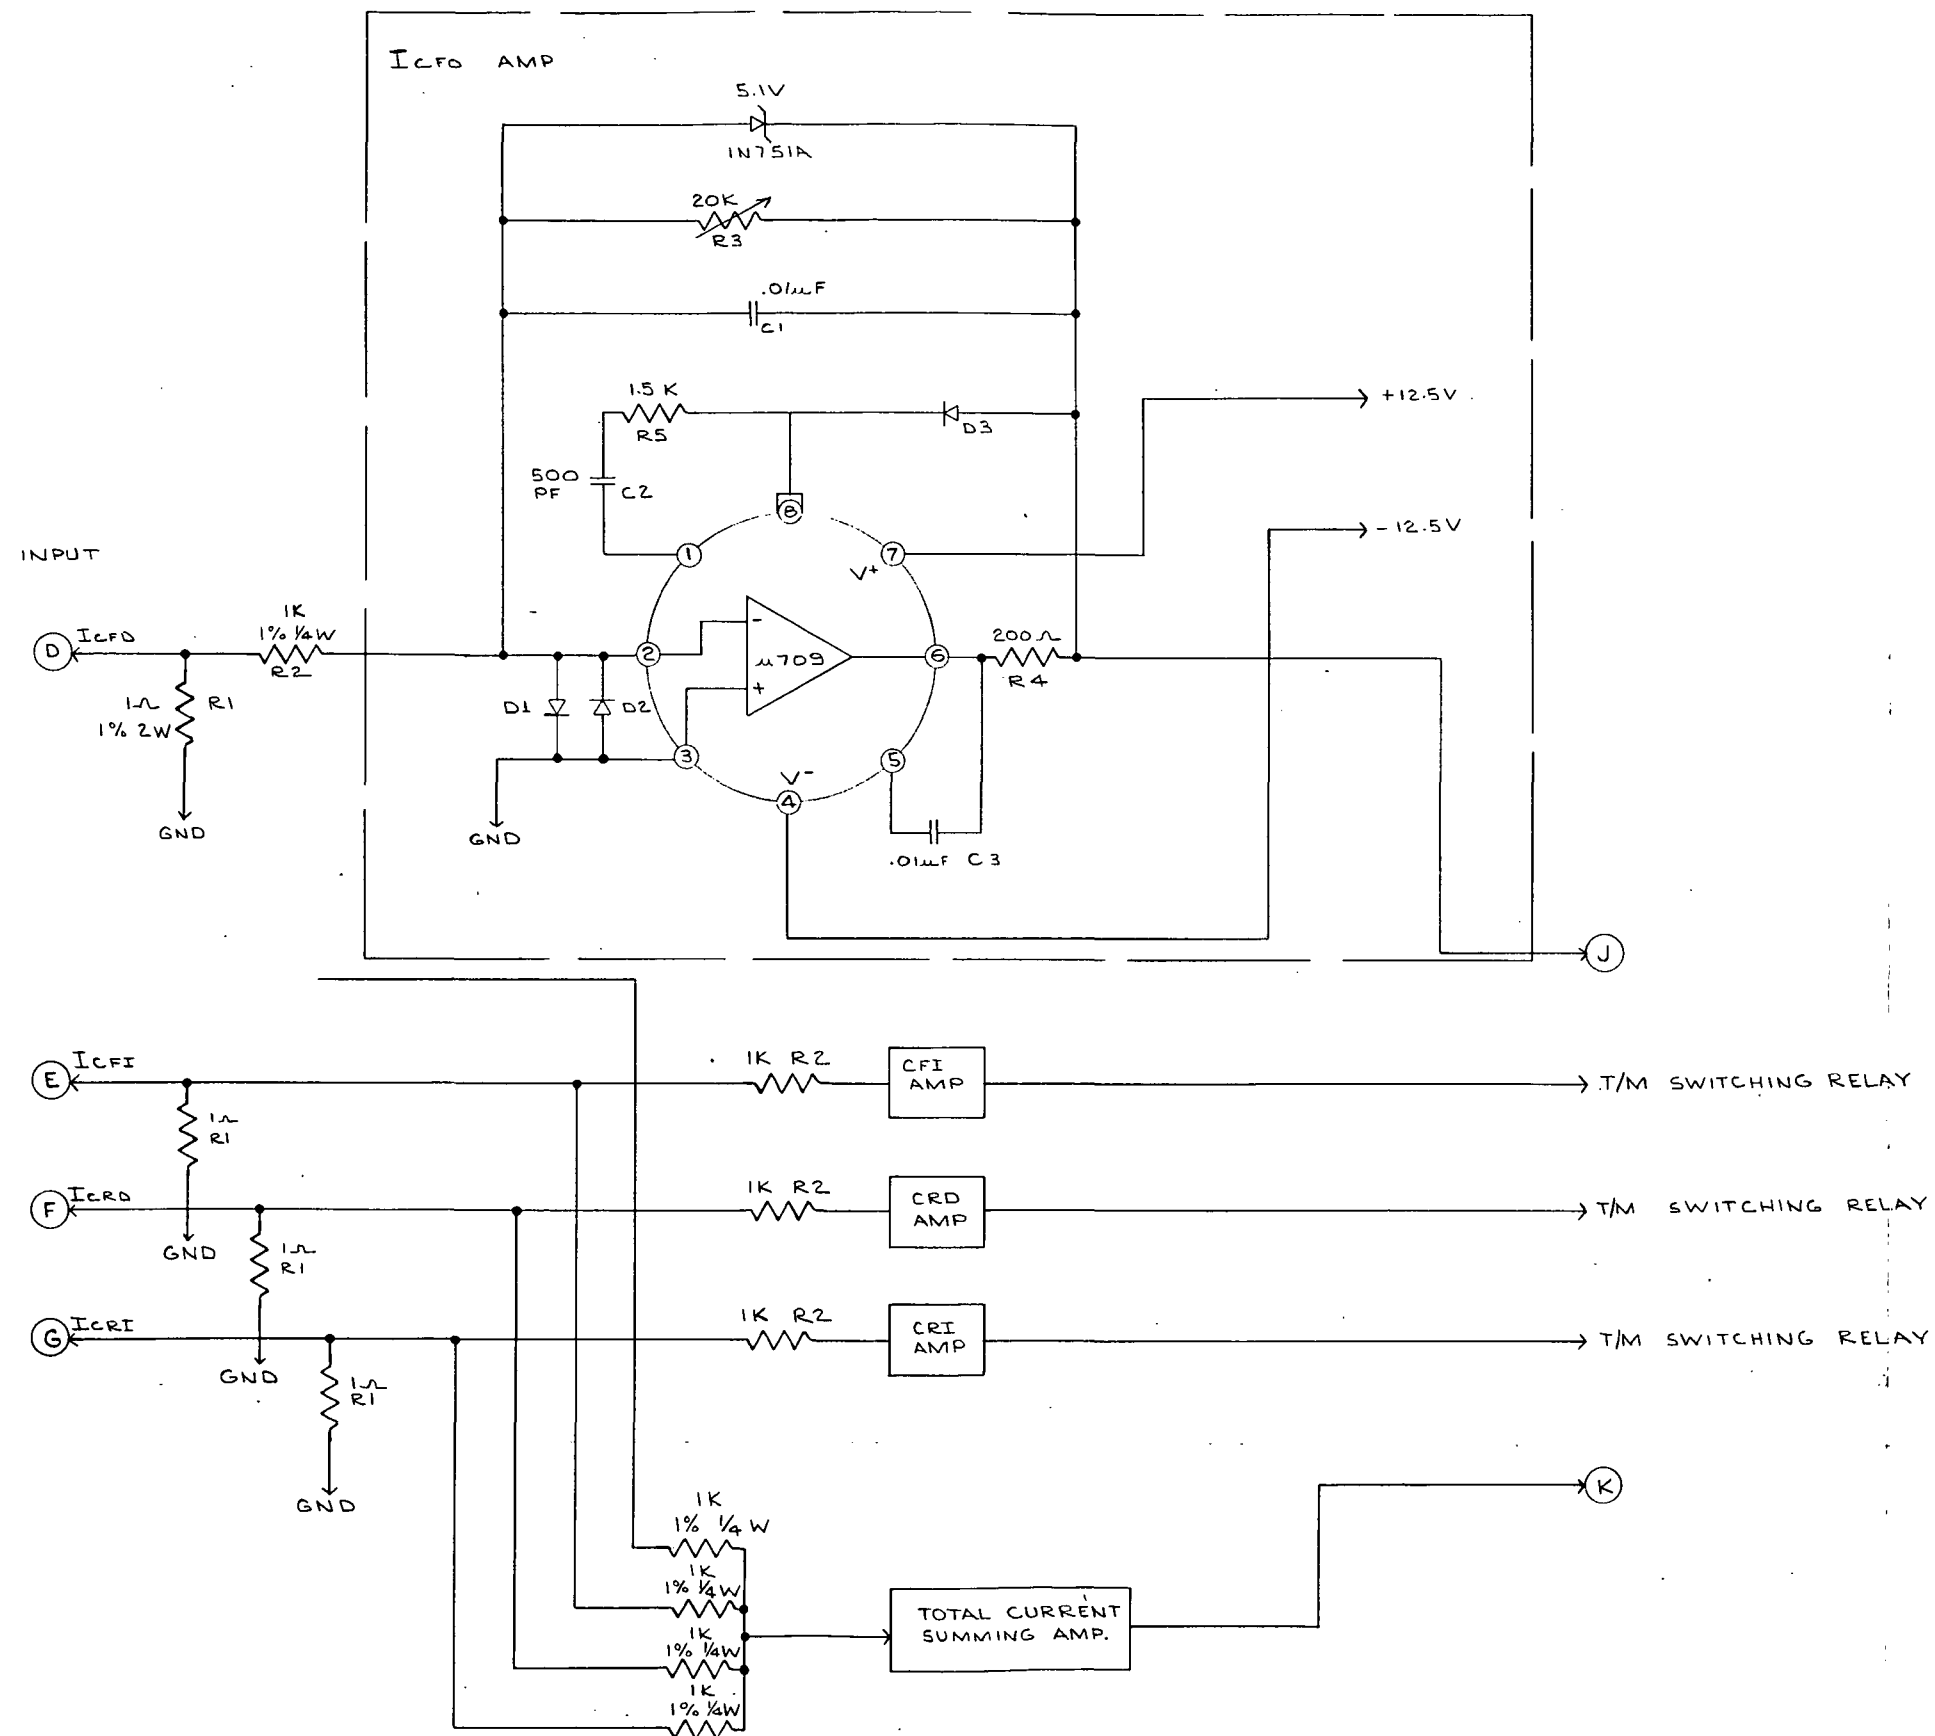 ICFD AMP
5.1V
1N751A
20K
R3
.01µF
C1
1.5 K
R5
D3
+12.5V
500
PF
C2
8
-12.5V
INPUT
1
7
V+
D
ICFD
1K
1% 1/4W
R2
2
-
µ709
+
6
200Ω
R4
1Ω
1% 2W
R1
D1
D2
3
5
V-
4
GND
GND
.01µF C3
J
E
ICFI
1K R2
CFI
AMP
T/M SWITCHING RELAY
1Ω
R1
F
ICRD
1K R2
CRD
AMP
T/M SWITCHING RELAY
GND
1Ω
R1
G
ICRI
1K R2
CRI
AMP
T/M SWITCHING RELAY
GND
1Ω
R1
GND
K
1K
1% 1/4 W
1K
1% 1/4W
1K
1% 1/4W
1K
1% 1/4W
TOTAL CURRENT
SUMMING AMP.